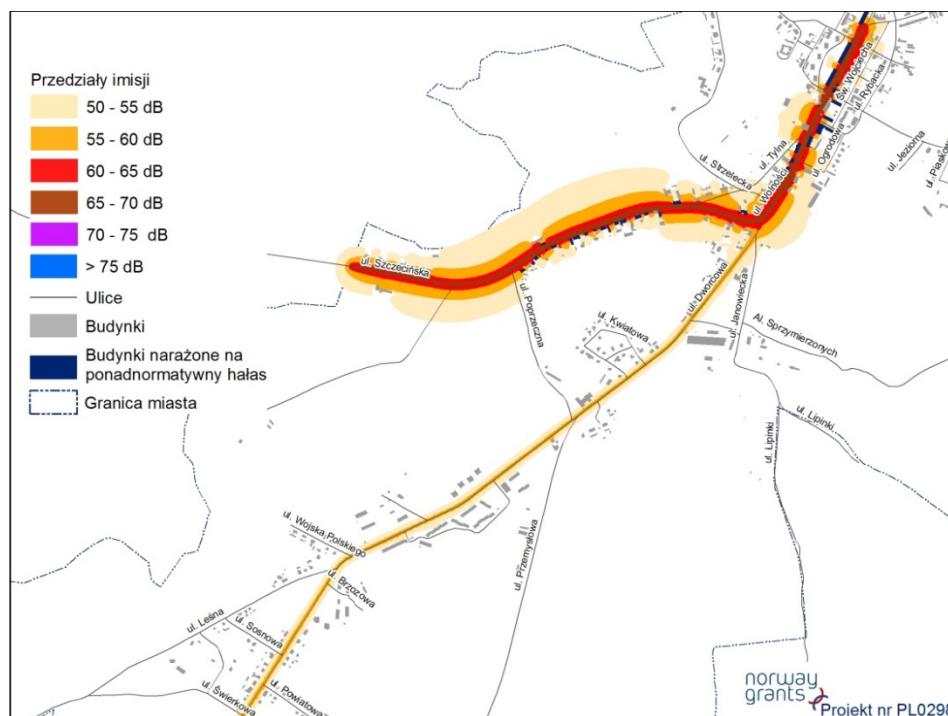 Przedziały imisji
50 - 55 dB
55 - 60 dB
60 - 65 dB
65 - 70 dB
70 - 75 dB
> 75 dB
Ulice
Budynki
Budynki narażone na
ponadnormatywny hałas
Granica miasta
Św. Wojciecha
ul. Rybacka
ul. Ogrodowa
ul. Tylna
ul. Strzelecka
ul. Wolności
ul. Jeziorna
ul. Szczecińska
ul. Poprzeczna
ul. Kwiatowa
ul. Dworcowa
ul. Janowiecka
Al. Sprzymierzonych
ul. Lipinki
ul. Lipinki
ul. Przemysłowa
ul. Wojska Polskiego
ul. Brzozowa
ul. Leśna
ul. Sosnowa
ul. Świerkowa
ul. Powiatowa
norway
grants
Projekt nr PL029